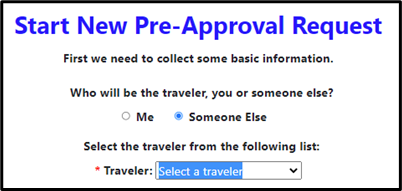 Start New Pre-Approval Request
First we need to collect some basic information.
Who will be the traveler, you or someone else?
Me Someone Else
Select the traveler from the following list:
* Traveler: Select a traveler